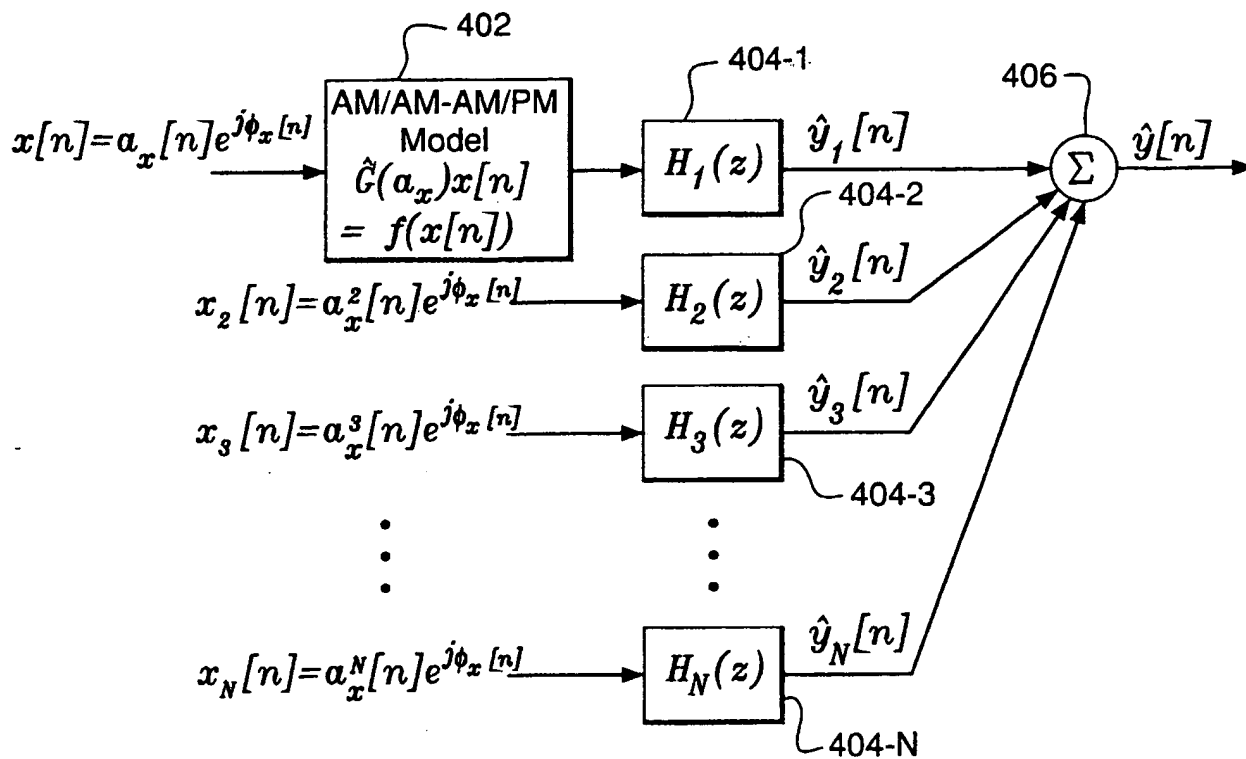 402
404-1
406
AM/AM-AM/PM
Model
G̃(a_x)x[n]
= f(x[n])
x[n]=a_x[n]e^{jϕ_x[n]}
H_1(z)
ŷ_1[n]
Σ
ŷ[n]
404-2
x_2[n]=a_x^2[n]e^{jϕ_x[n]}
H_2(z)
ŷ_2[n]
x_3[n]=a_x^3[n]e^{jϕ_x[n]}
H_3(z)
ŷ_3[n]
404-3
x_N[n]=a_x^N[n]e^{jϕ_x[n]}
H_N(z)
ŷ_N[n]
404-N